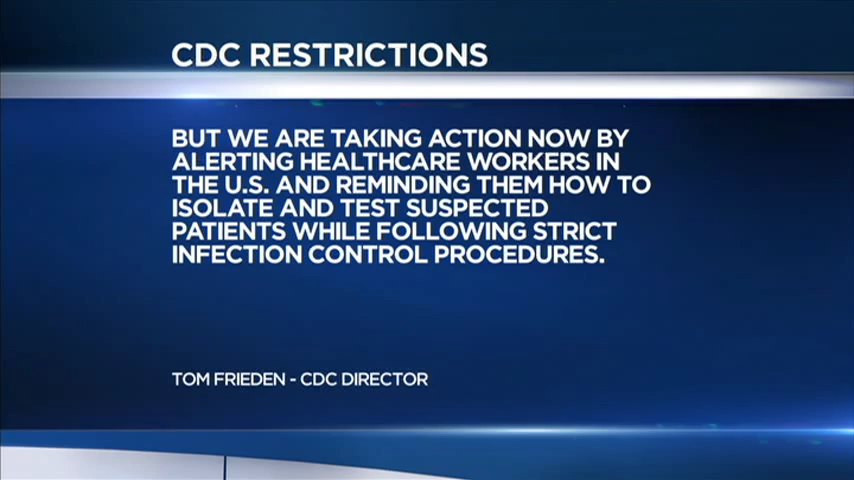 CDC RESTRICTIONS
BUT WE ARE TAKING ACTION NOW BY
ALERTING HEALTHCARE WORKERS IN
THE U.S. AND REMINDING THEM HOW TO
ISOLATE AND TEST SUSPECTED
PATIENTS WHILE FOLLOWING STRICT
INFECTION CONTROL PROCEDURES.
TOM FRIEDEN - CDC DIRECTOR